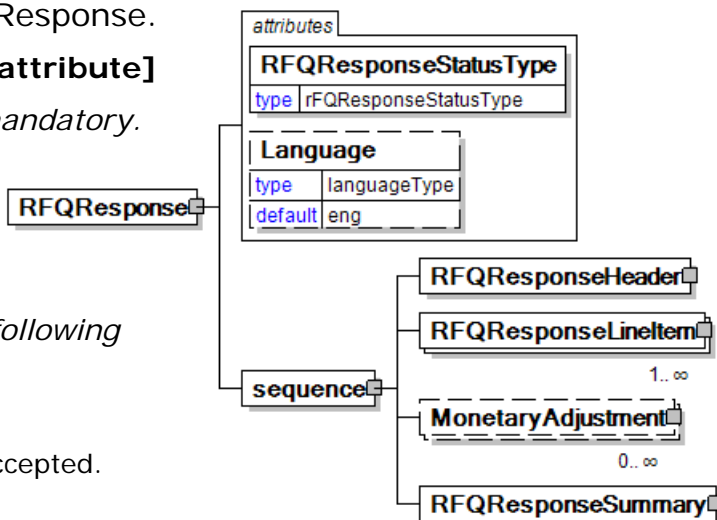 Response.
attribute]
mandatory.
following
ccepted.
RFQResponse
attributes
RFQResponseStatusType
type rFQResponseStatusType
Language
type languageType
default eng
sequence
RFQResponseHeader
RFQResponseLineItem
1..∞
MonetaryAdjustment
0..∞
RFQResponseSummary